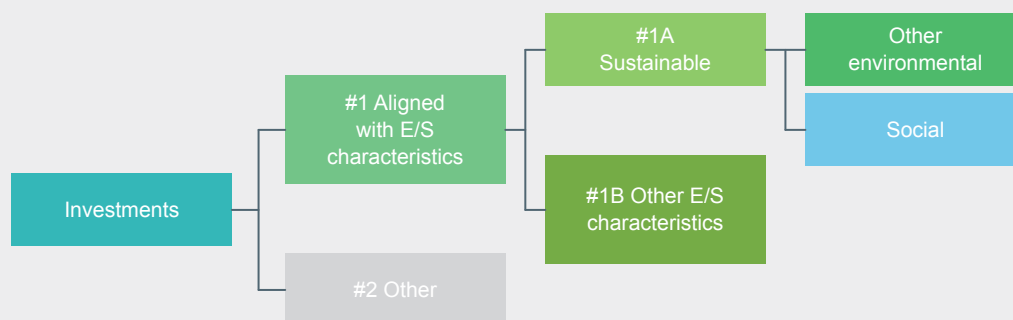 Investments
#1 Aligned
with E/S
characteristics
#2 Other
#1A
Sustainable
#1B Other E/S
characteristics
Other
environmental
Social